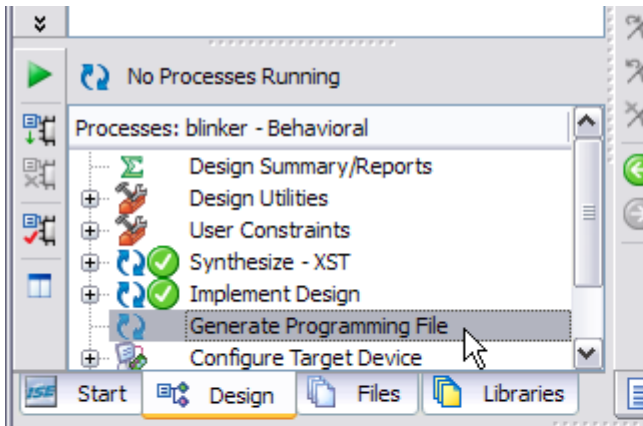 No Processes Running
Processes: blinker - Behavioral
Design Summary/Reports
Design Utilities
User Constraints
Synthesize - XST
Implement Design
Generate Programming File
Configure Target Device
ISE Start Design Files Libraries